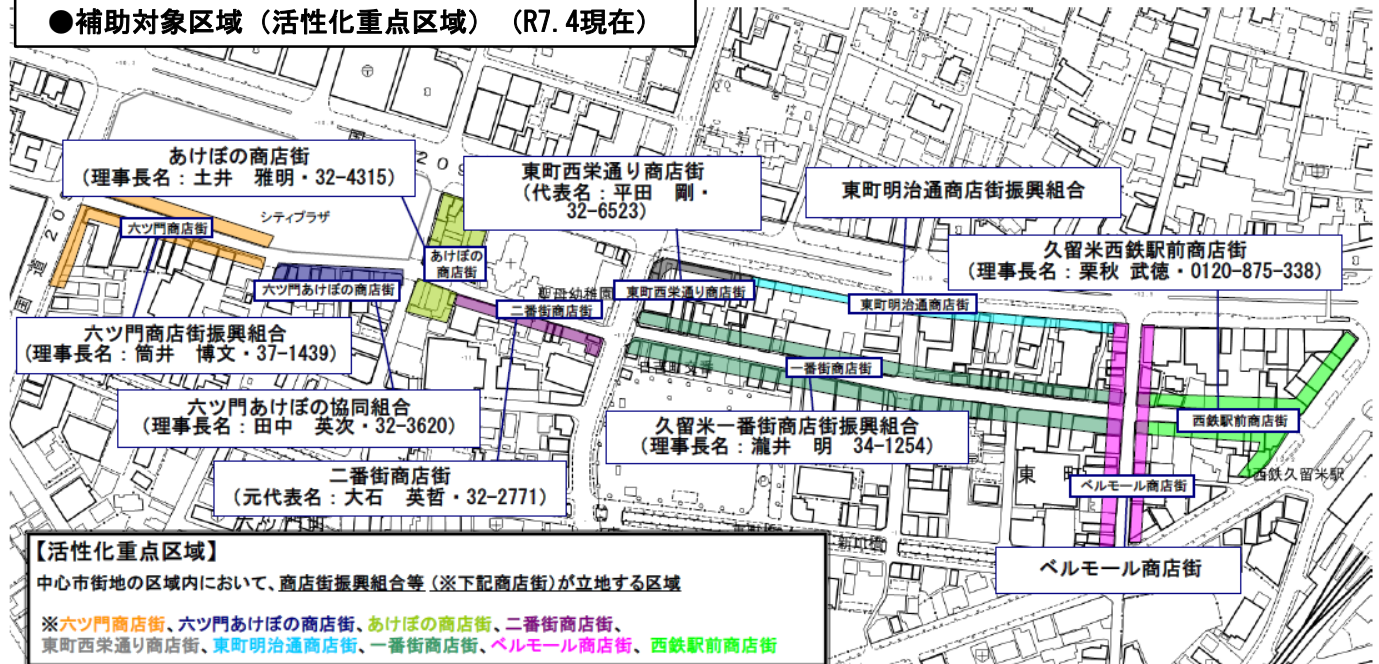 ●補助対象区域（活性化重点区域）（R7.4現在）
あけぼの商店街
（理事長名：土井　雅明・32-4315）
東町西栄通り商店街
（代表名：平田　剛・
32-6523）
東町明治通商店街振興組合
久留米西鉄駅前商店街
（理事長名：栗秋 武徳・0120-875-338）
209
シティプラザ
六ツ門商店街
あけぼの
商店街
六ツ門あけぼの商店街
聖母幼稚園
二番街商店街
東町西栄通り商店街
東町明治通商店街
六ツ門商店街振興組合
（理事長名：筒井　博文・37-1439）
一番街商店街
六ツ門あけぼの協同組合
（理事長名：田中　英次・32-3620）
久留米一番街商店街振興組合
（理事長名：瀧井　明　34-1254）
西鉄駅前商店街
二番街商店街
（元代表名：大石　英哲・32-2771）
東町
西鉄久留米駅
ベルモール商店街
ベルモール商店街
【活性化重点区域】
中心市街地の区域内において、商店街振興組合等（※下記商店街）が立地する区域
※六ツ門商店街、六ツ門あけぼの商店街、あけぼの商店街、二番街商店街、
東町西栄通り商店街、東町明治通商店街、一番街商店街、ベルモール商店街、西鉄駅前商店街